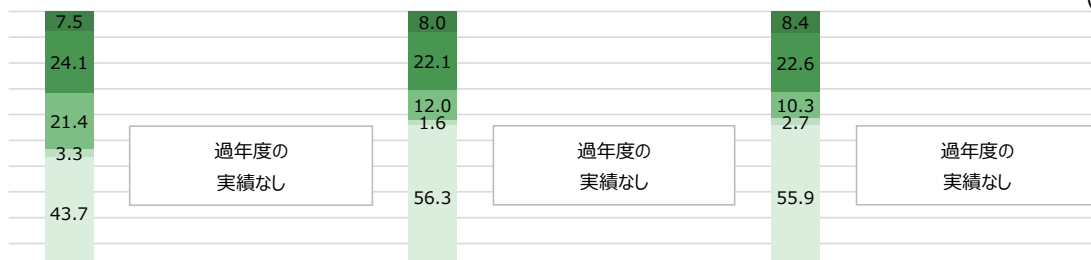 7.5
24.1
21.4
3.3
43.7
過年度の
実績なし
8.0
22.1
12.0
1.6
56.3
過年度の
実績なし
8.4
22.6
10.3
2.7
55.9
過年度の
実績なし